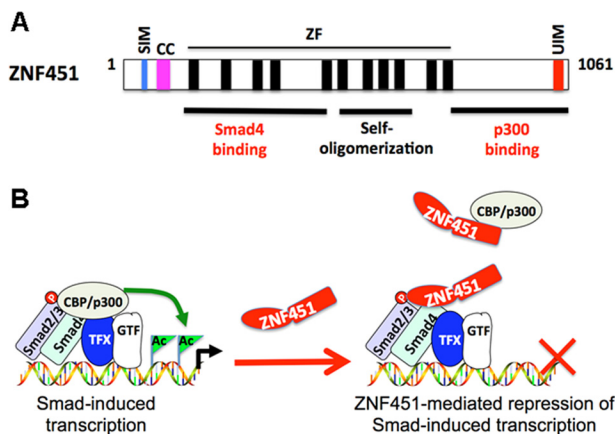 A
SIM
CC
ZF
UIM
ZNF451
1
1061
Smad4
binding
Self-
oligomerization
p300
binding
B
P
CBP/p300
Smad2/3
Smad
TFX
GTF
Ac
Ac
ZNF451
ZNF451
CBP/p300
P
ZNF451
Smad2/3
Smad4
TFX
GTF
Smad-induced
transcription
ZNF451-mediated repression of
Smad-induced transcription